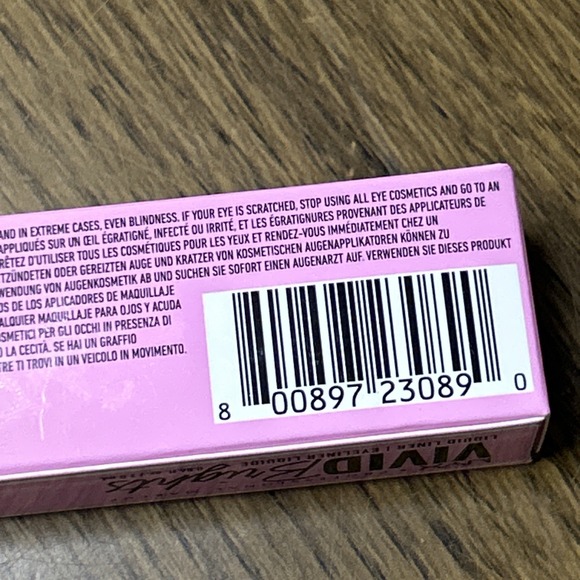 AND IN EXTREME CASES, EVEN BLINDNESS. IF YOUR EYE IS SCRATCHED, STOP USING ALL EYE COSMETICS AND GO TO AN
APPLIQUÉS SUR UN ŒIL ÉGRATIGNÉ, INFECTÉ OU IRRITÉ, ET LES ÉGRATIGNURES PROVENANT DES APPLICATEURS DE
RÊTEZ D'UTILISER TOUS LES COSMÉTIQUES POUR LES YEUX ET RENDEZ-VOUS IMMÉDIATEMENT CHEZ UN
TZÜNDETEN ODER GEREIZTEN AUGE UND KRATZER VON KOSMETISCHEN AUGENAPPLIKATOREN KÖNNEN ZU
WENDUNG VON AUGENKOSMETIK AB UND SUCHEN SIE SOFORT EINEN AUGENARZT AUF. VERWENDEN SIE DIESES PRODUKT
OS DE LOS APLICADORES DE MAQUILLAJE
ALQUIER MAQUILLAJE PARA OJOS Y ACUDA
OSMETICI PER GLI OCCHI IN PRESENZA DI
O LA CECITÀ. SE HAI UN GRAFFIO
TRE TI TROVI IN UN VEICOLO IN MOVIMENTO.
8 00897 23089 0
VIVID Brights
LIQUID LINER | EYELINER LIQUIDE